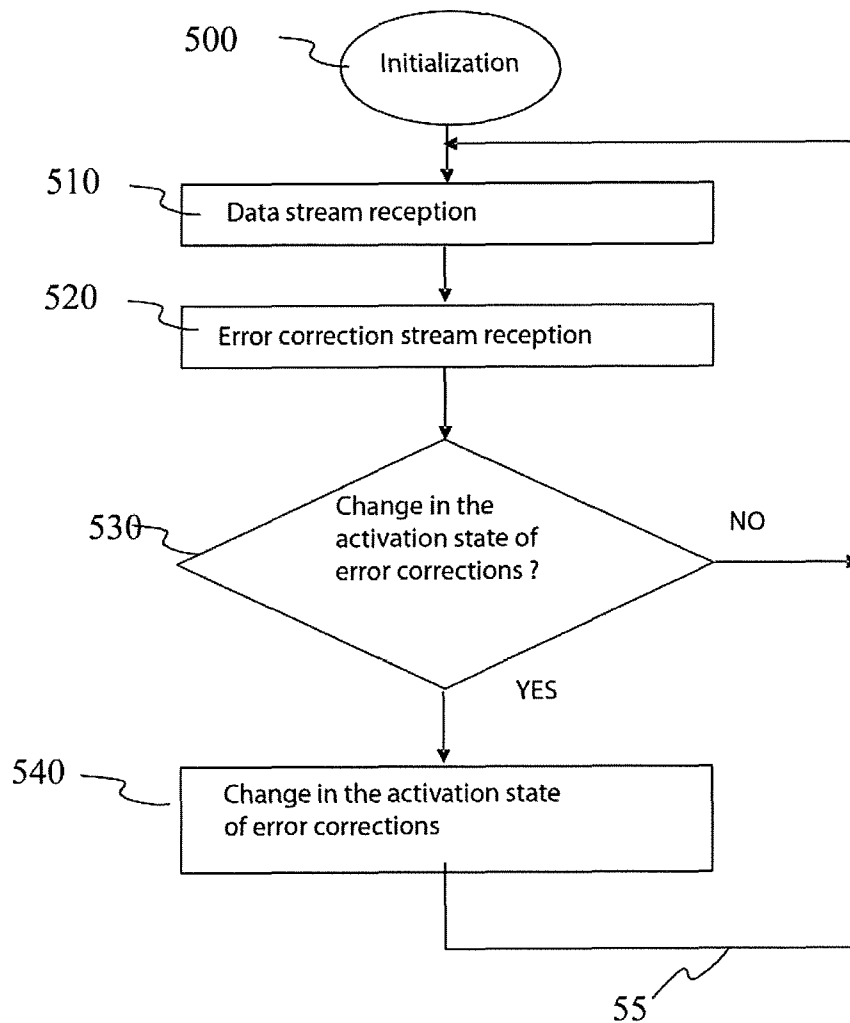 500
Initialization
510
Data stream reception
520
Error correction stream reception
530
Change in the
activation state of
error corrections ?
NO
YES
540
Change in the activation state
of error corrections
55